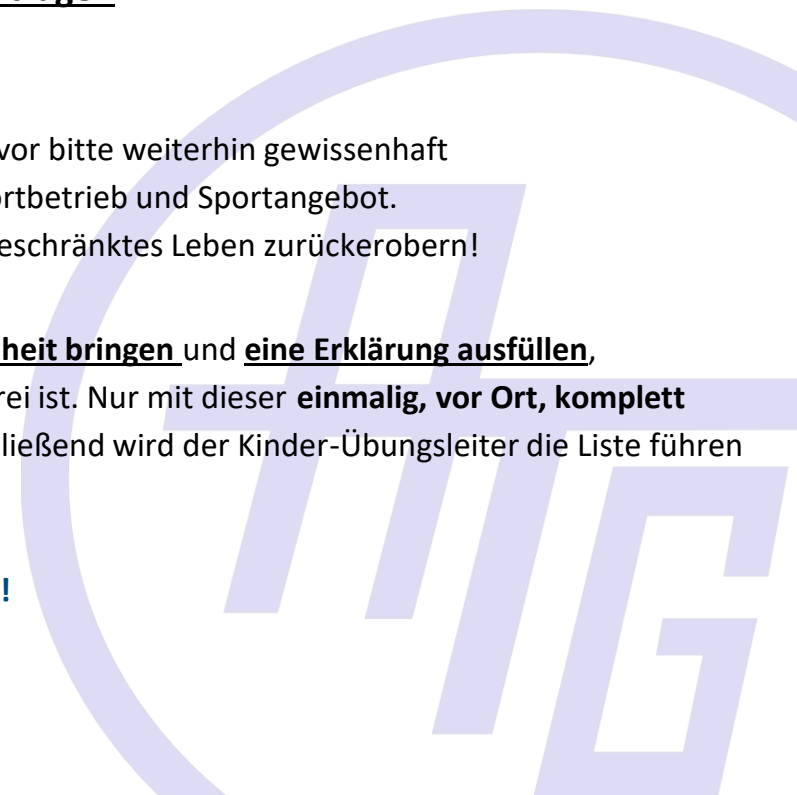 vor bitte weiterhin gewissenhaft
ortbetrieb und Sportangebot.
eschränktes Leben zurückerobern!
heit bringen und eine Erklärung ausfüllen,
rei ist. Nur mit dieser einmalig, vor Ort, komplett
ließend wird der Kinder-Übungsleiter die Liste führen
!
ATG